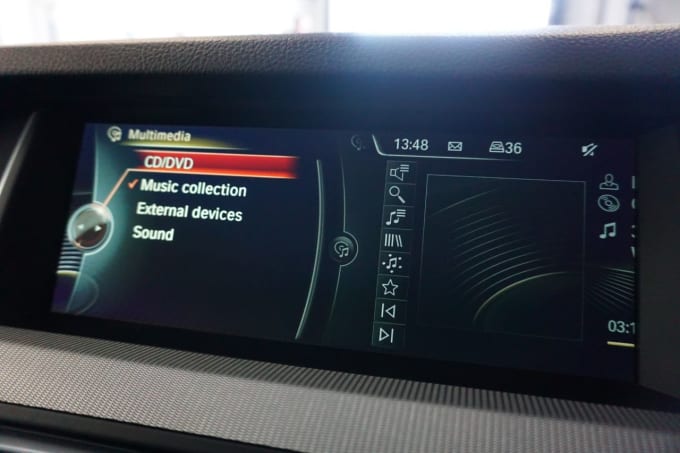 Multimedia
CD/DVD
Music collection
External devices
Sound
13:48
36
03:1